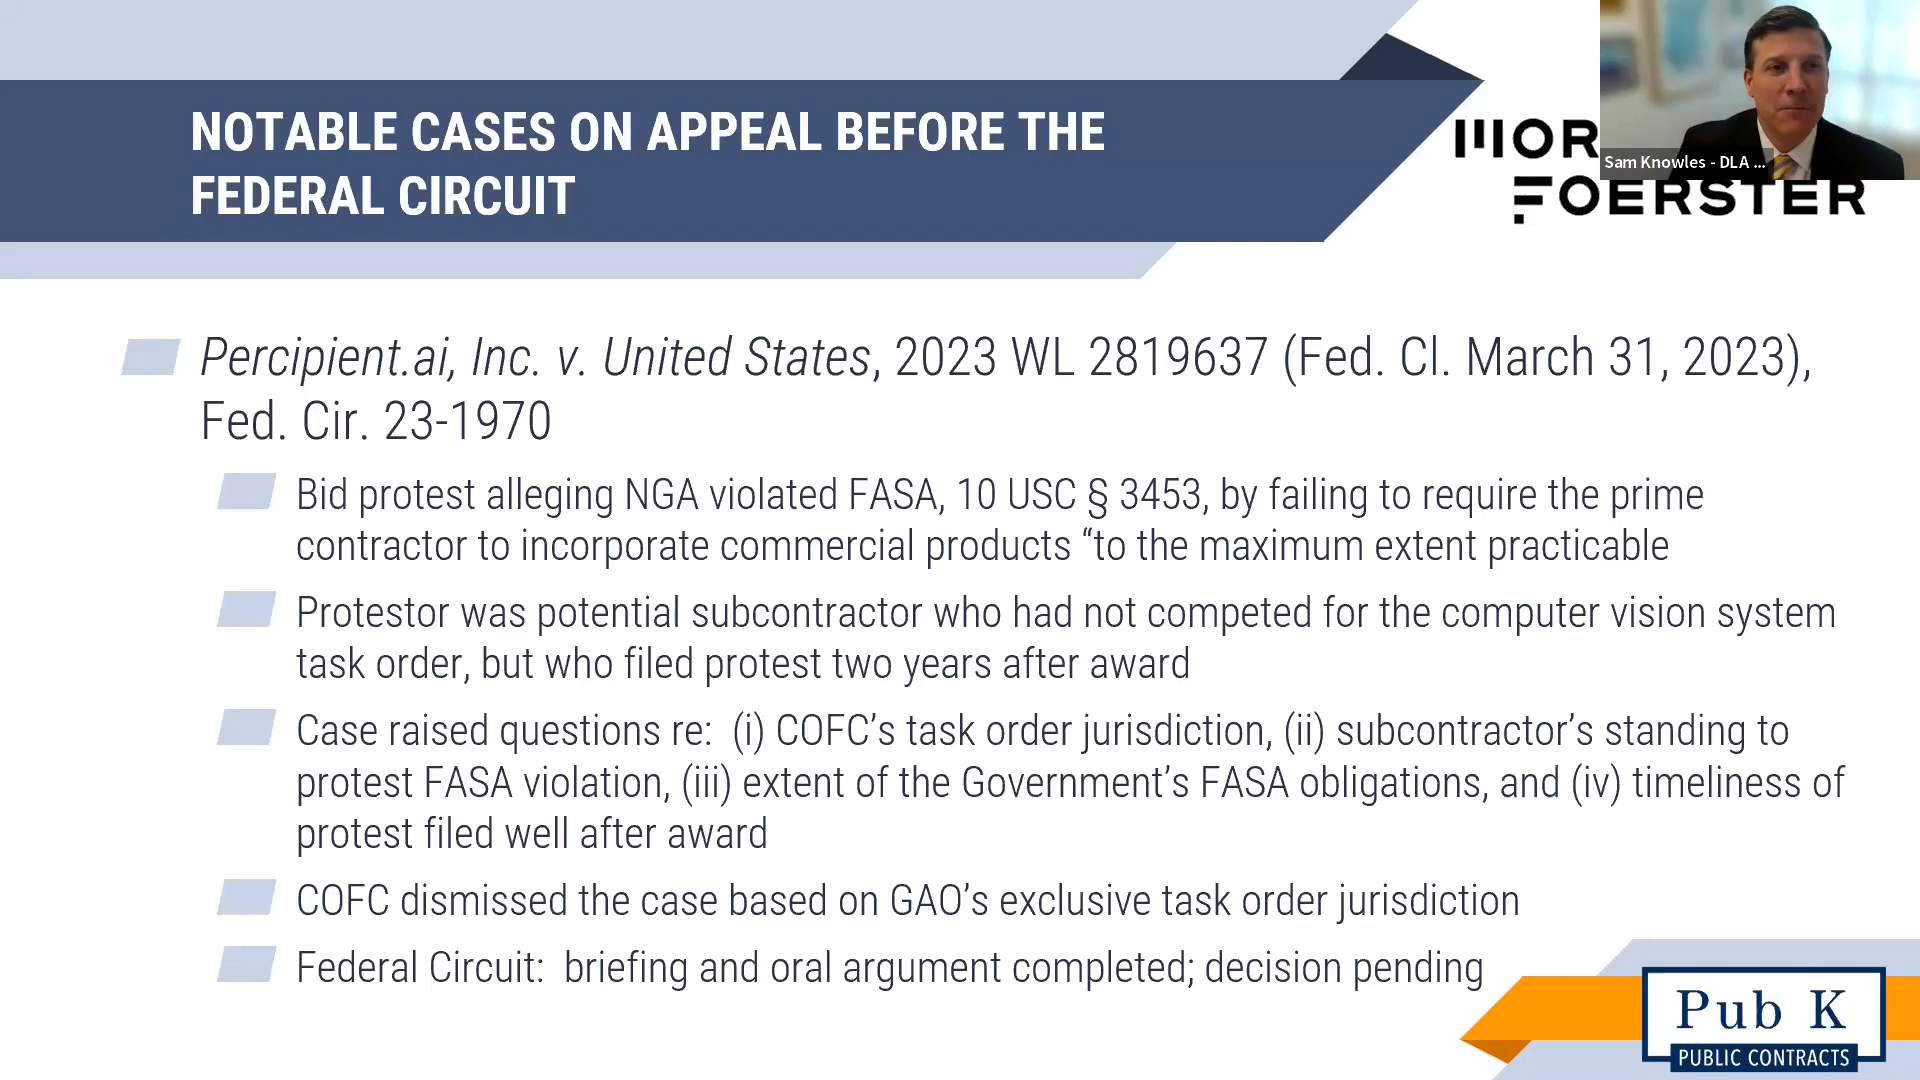 NOTABLE CASES ON APPEAL BEFORE THE
FEDERAL CIRCUIT
MOR
FOERSTER
Sam Knowles - DLA ...
Percipient.ai, Inc. v. United States, 2023 WL 2819637 (Fed. Cl. March 31, 2023),
Fed. Cir. 23-1970
Bid protest alleging NGA violated FASA, 10 USC § 3453, by failing to require the prime
contractor to incorporate commercial products “to the maximum extent practicable
Protestor was potential subcontractor who had not competed for the computer vision system
task order, but who filed protest two years after award
Case raised questions re:  (i) COFC’s task order jurisdiction, (ii) subcontractor’s standing to
protest FASA violation, (iii) extent of the Government’s FASA obligations, and (iv) timeliness of
protest filed well after award
COFC dismissed the case based on GAO’s exclusive task order jurisdiction
Federal Circuit:  briefing and oral argument completed; decision pending
Pub K
PUBLIC CONTRACTS